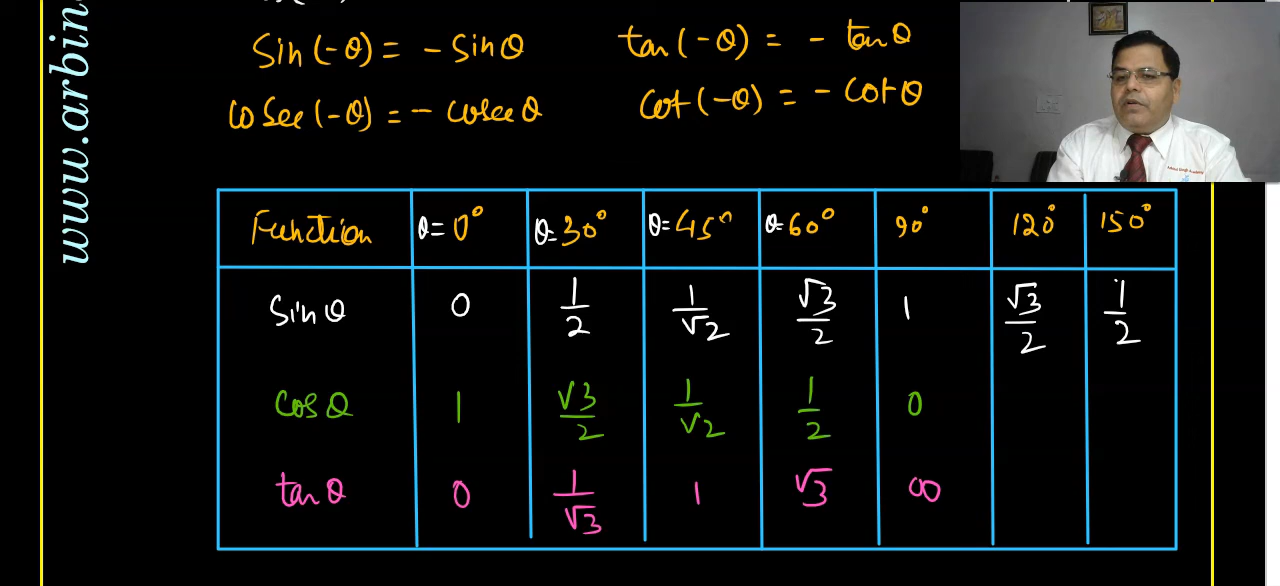 www.arbin
Sin(-θ) = - Sinθ
tan(-θ) = - tanθ
Cosec(-θ) = - Cosecθ
Cot(-θ) = - Cotθ
Function θ=0° θ=30° θ=45° θ=60° 90° 120° 150°
Sinθ 0 1/2 1/√2 √3/2 1 √3/2 1/2
Cosθ 1 √3/2 1/√2 1/2 0
tanθ 0 1/√3 1 √3 ∞